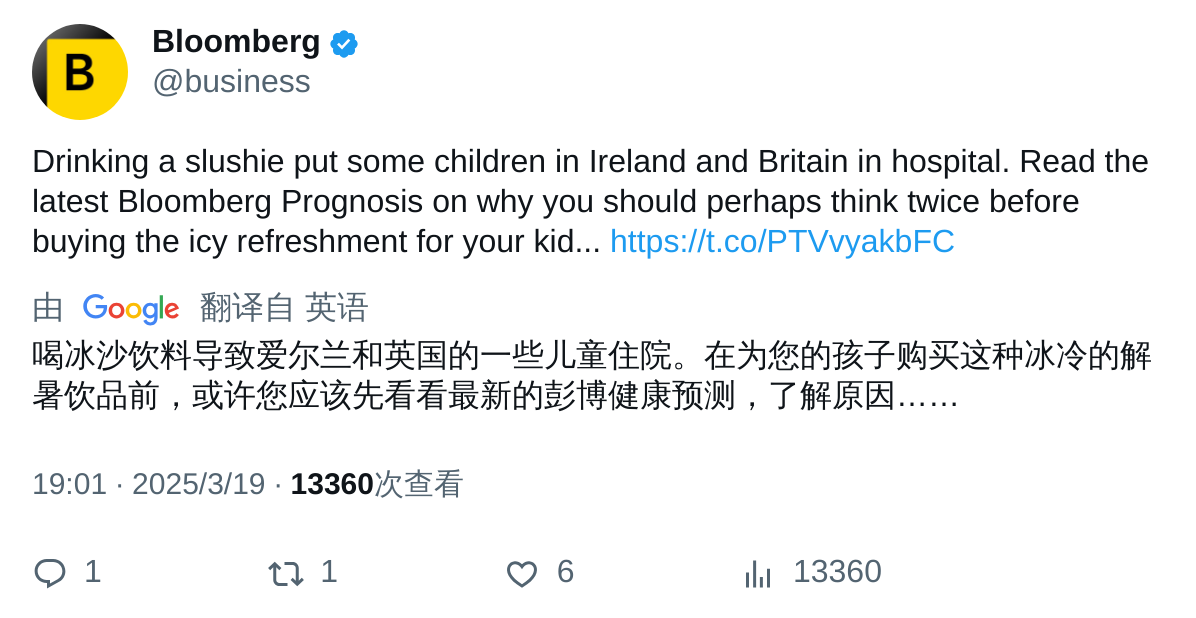 B
Bloomberg
@business
Drinking a slushie put some children in Ireland and Britain in hospital. Read the
latest Bloomberg Prognosis on why you should perhaps think twice before
buying the icy refreshment for your kid... https://t.co/PTVvyakbFC
由 Google 翻译自 英语
喝冰沙饮料导致爱尔兰和英国的一些儿童住院。在为您的孩子购买这种冰冷的解
暑饮品前，或许您应该先看看最新的彭博健康预测，了解原因……
19:01 · 2025/3/19 · 13360次查看
1 1 6 13360